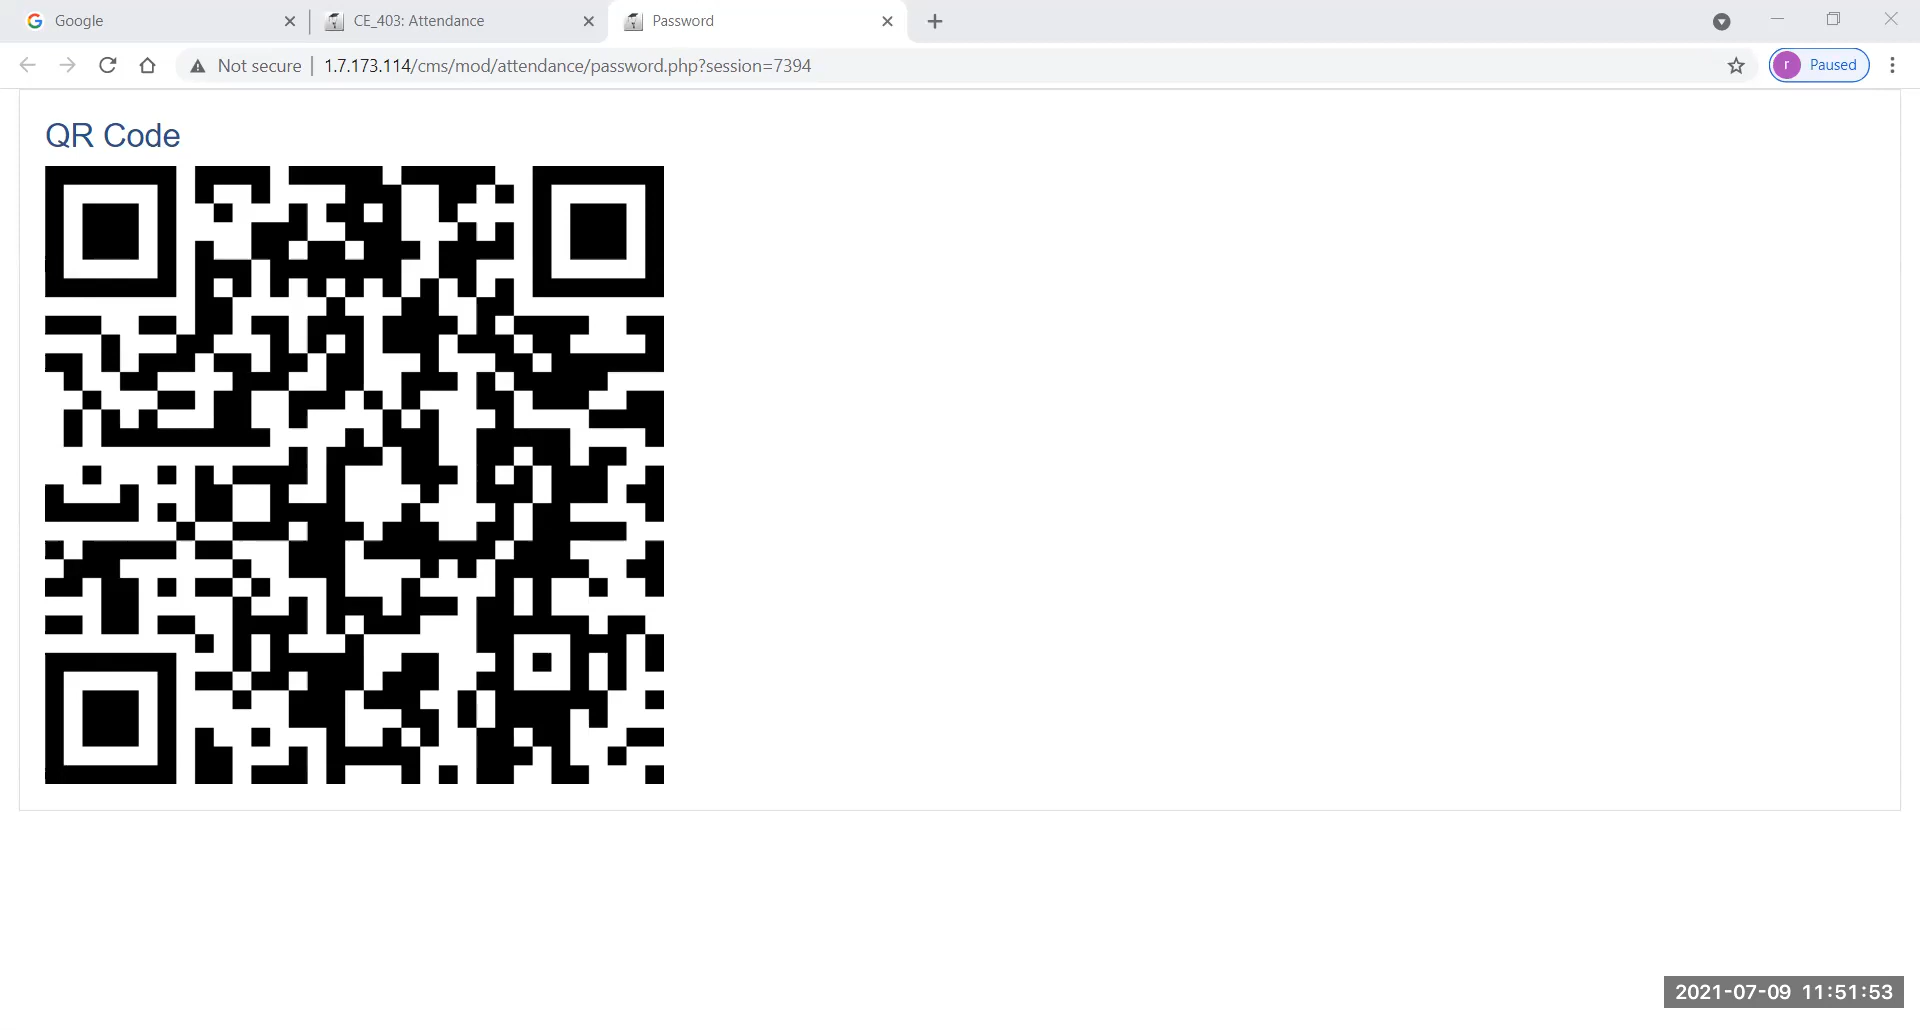 Google
CE_403: Attendance
Password
Not secure | 1.7.173.114/cms/mod/attendance/password.php?session=7394
r Paused
QR Code
2021-07-09 11:51:53